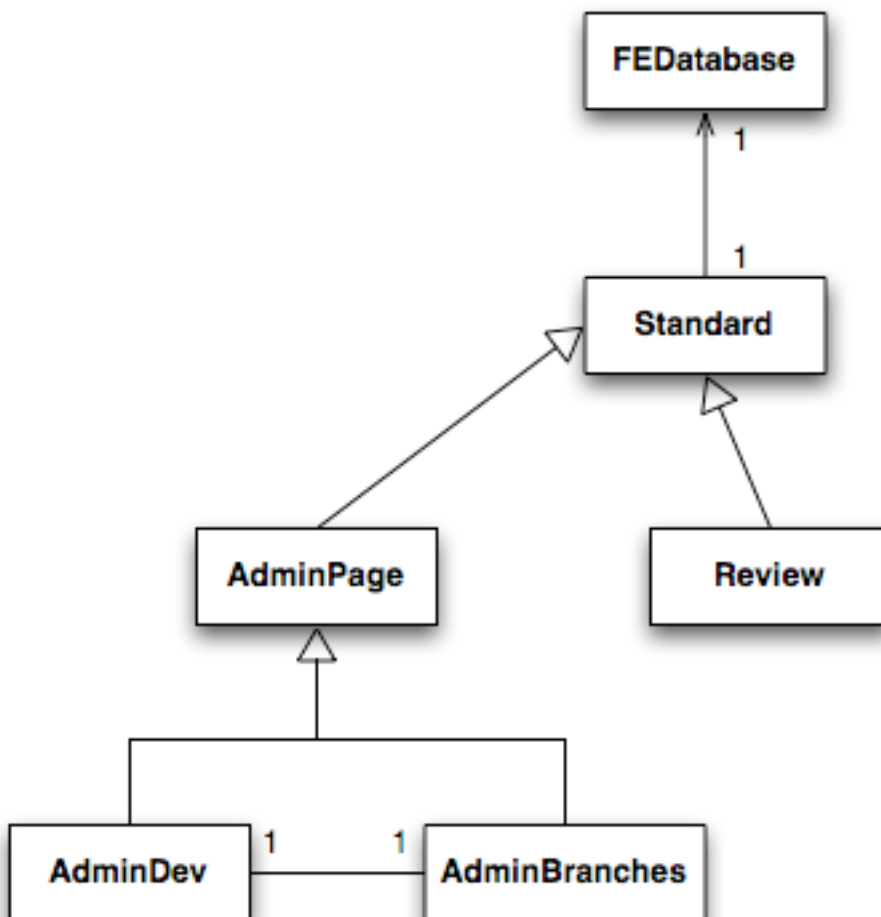 FEDatabase
1
1
Standard
AdminPage
Review
1
1
AdminDev
AdminBranches